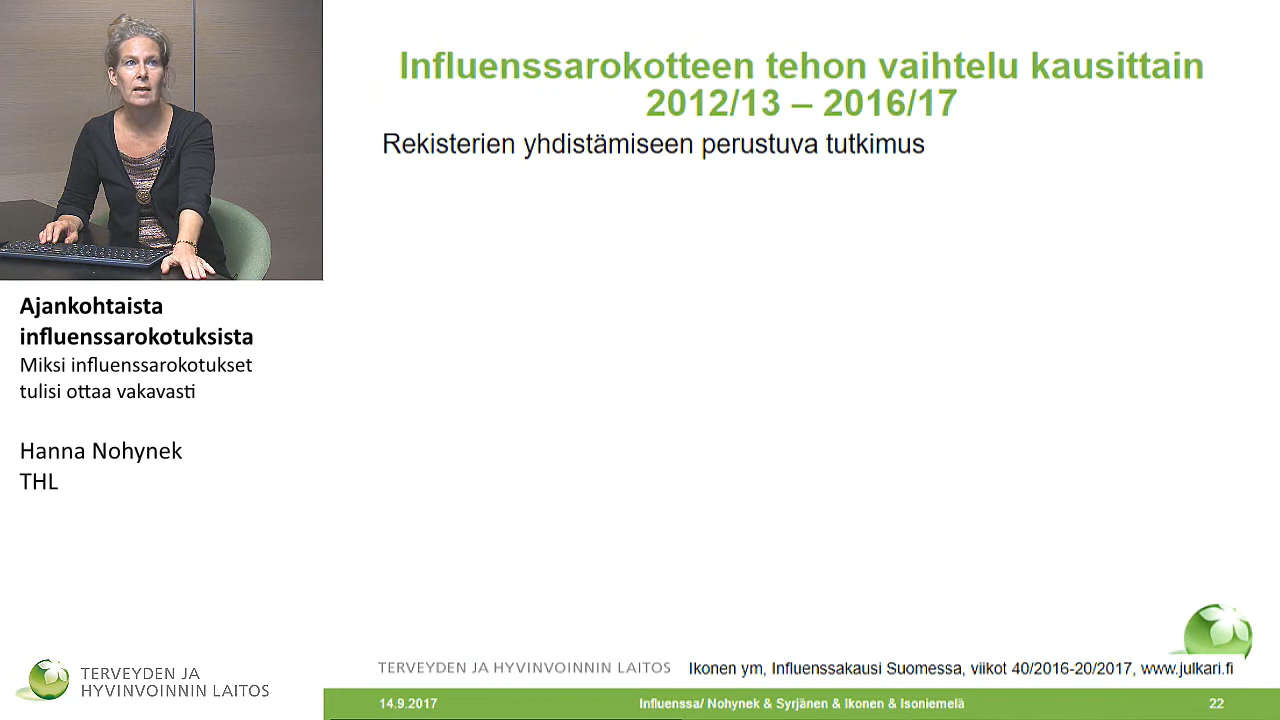 Influenssarokotteen tehon vaihtelu kausittain
2012/13 – 2016/17
Rekisterien yhdistämiseen perustuva tutkimus
Ajankohtaista
influenssarokotuksista
Miksi influenssarokotukset
tulisi ottaa vakavasti
Hanna Nohynek
THL
TERVEYDEN JA
HYVINVOINNIN LAITOS
TERVEYDEN JA HYVINVOINNIN LAITOS
Ikonen ym, Influenssakausi Suomessa, viikot 40/2016-20/2017, www.julkari.fi
14.9.2017
Influenssa/ Nohynek & Syrjänen & Ikonen & Isoniemelä
22